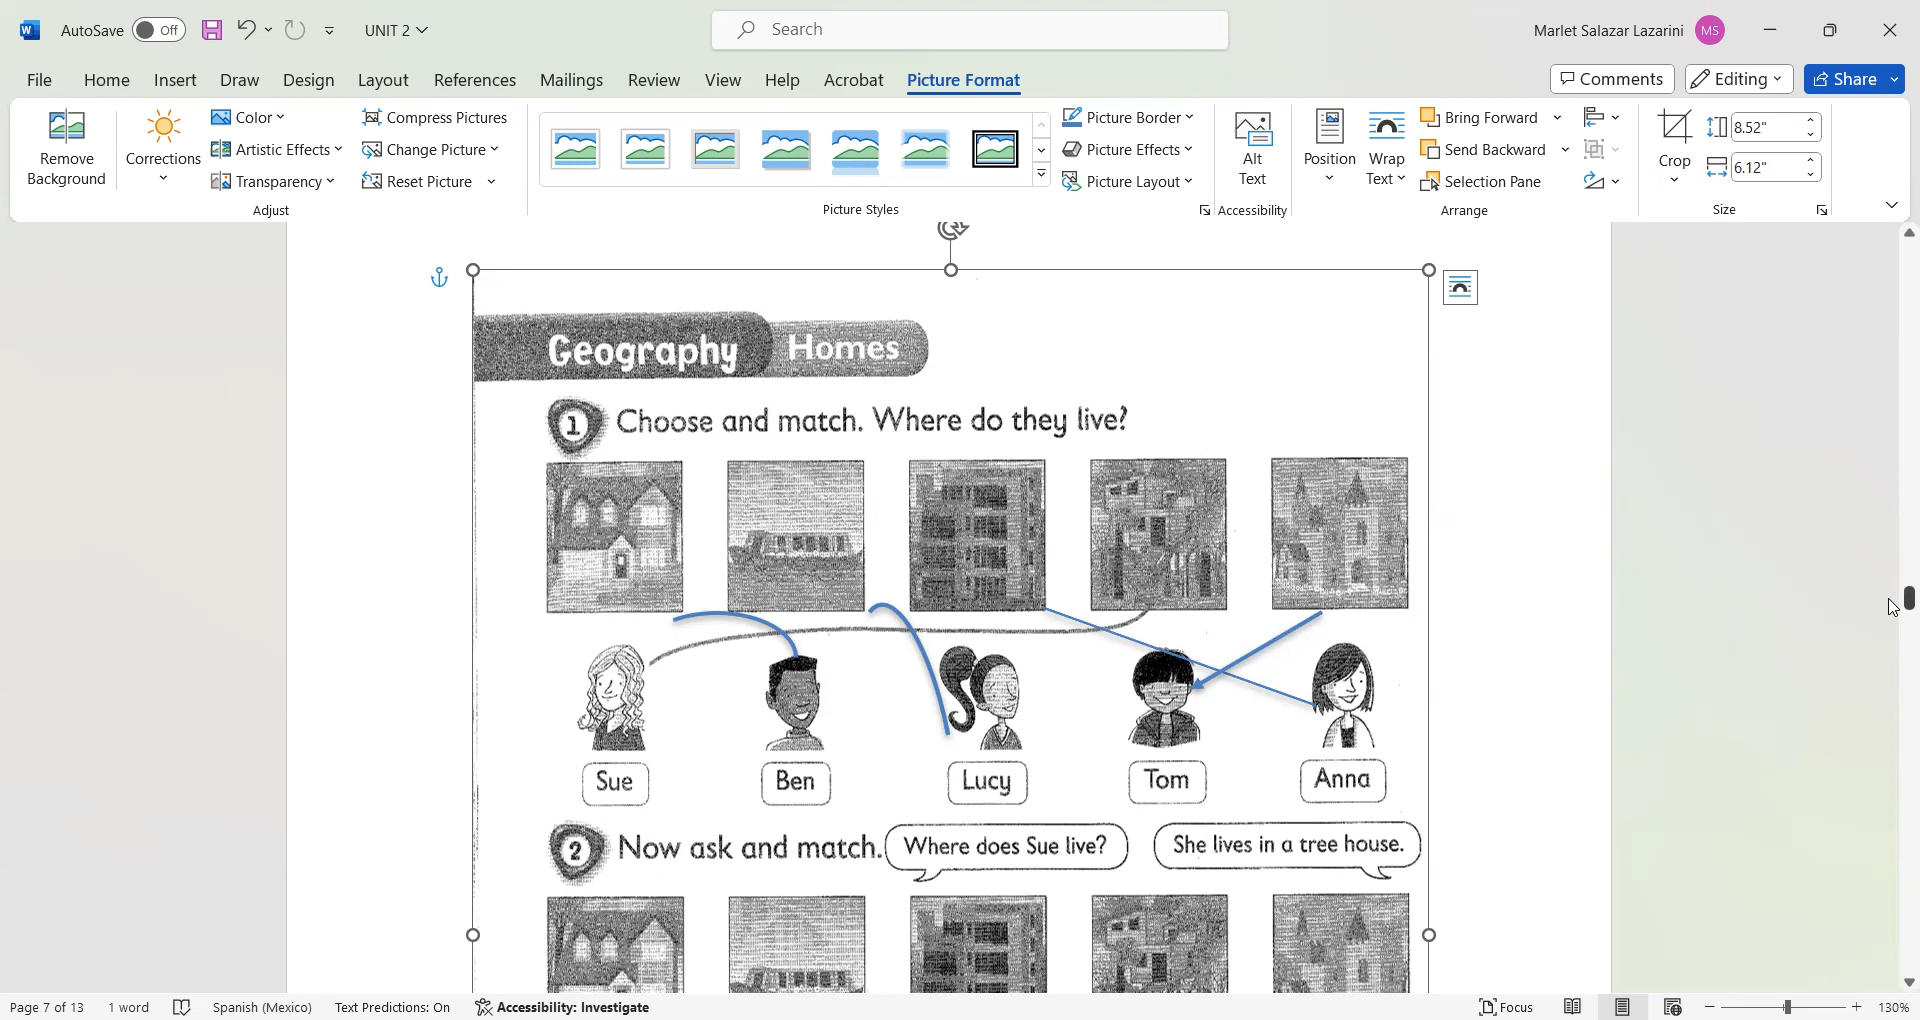 AutoSave Off UNIT 2 Search Marlet Salazar Lazarini MS
File Home Insert Draw Design Layout References Mailings Review View Help Acrobat Picture Format Comments Editing Share
Remove Background
Corrections
Color
Artistic Effects
Transparency
Compress Pictures
Change Picture
Reset Picture
Adjust
Picture Styles
Picture Border
Picture Effects
Picture Layout
Alt Text
Accessibility
Position
Wrap Text
Bring Forward
Send Backward
Selection Pane
Arrange
Crop
8.52"
6.12"
Size
Geography Homes
1 Choose and match. Where do they live?
Sue Ben Lucy Tom Anna
2 Now ask and match. Where does Sue live? She lives in a tree house.
Page 7 of 13 1 word Spanish (Mexico) Text Predictions: On Accessibility: Investigate Focus 130%